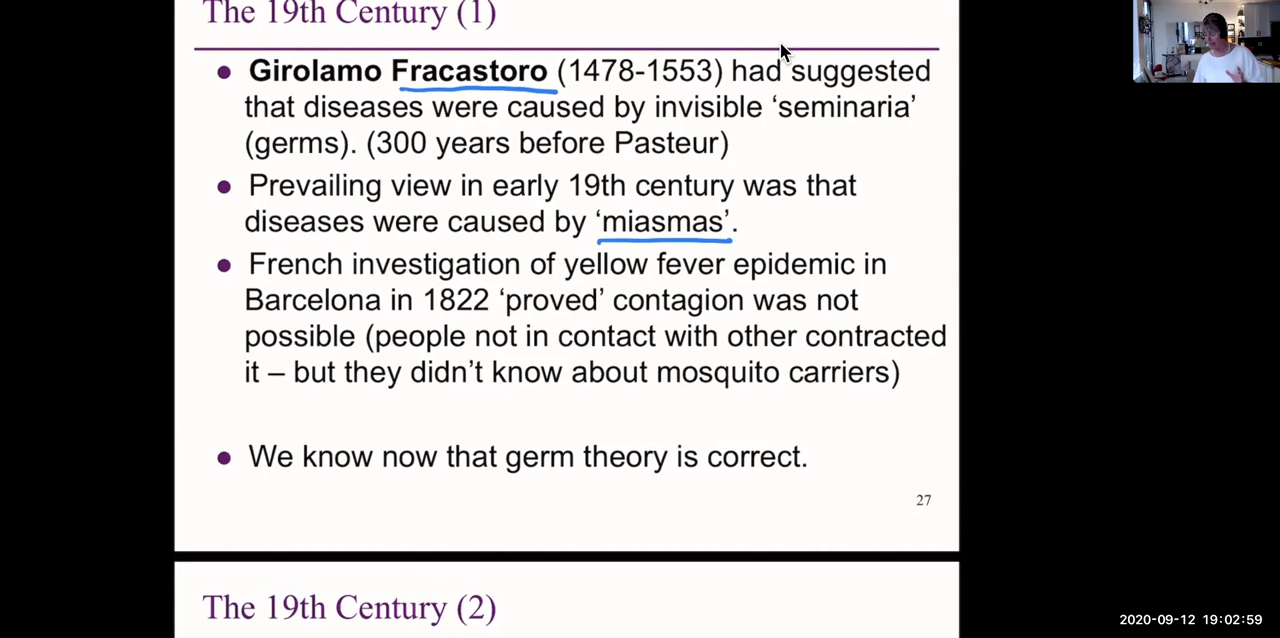 The 19th Century (1)
● Girolamo Fracastoro (1478-1553) had suggested
that diseases were caused by invisible ‘seminaria’
(germs). (300 years before Pasteur)
● Prevailing view in early 19th century was that
diseases were caused by ‘miasmas’.
● French investigation of yellow fever epidemic in
Barcelona in 1822 ‘proved’ contagion was not
possible (people not in contact with other contracted
it – but they didn’t know about mosquito carriers)
● We know now that germ theory is correct.
27
The 19th Century (2)
2020-09-12 19:02:59